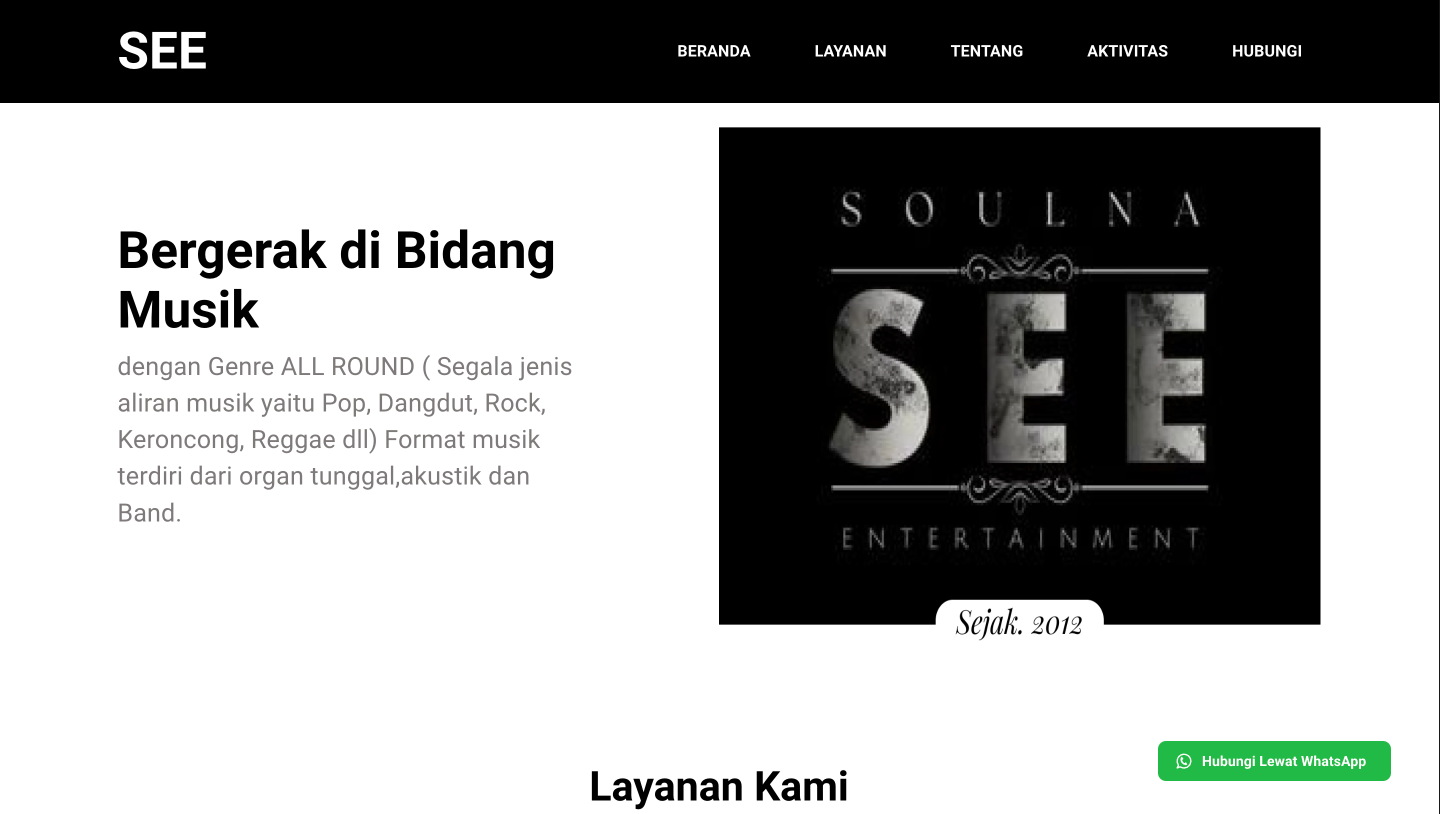 SEE
BERANDA LAYANAN TENTANG AKTIVITAS HUBUNGI
Bergerak di Bidang
Musik
dengan Genre ALL ROUND ( Segala jenis
aliran musik yaitu Pop, Dangdut, Rock,
Keroncong, Reggae dll) Format musik
terdiri dari organ tunggal,akustik dan
Band.
SOULNA
SEE
ENTERTAINMENT
Sejak. 2012
Layanan Kami
Hubungi Lewat WhatsApp